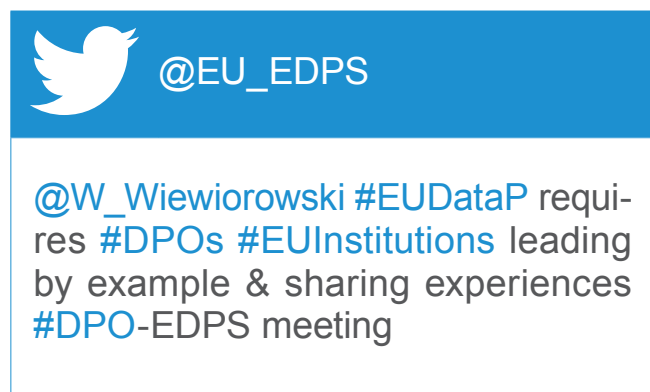 @EU_EDPS
@W_Wiewiorowski #EUDataP requi-
res #DPOs #EUInstitutions leading
by example & sharing experiences
#DPO-EDPS meeting